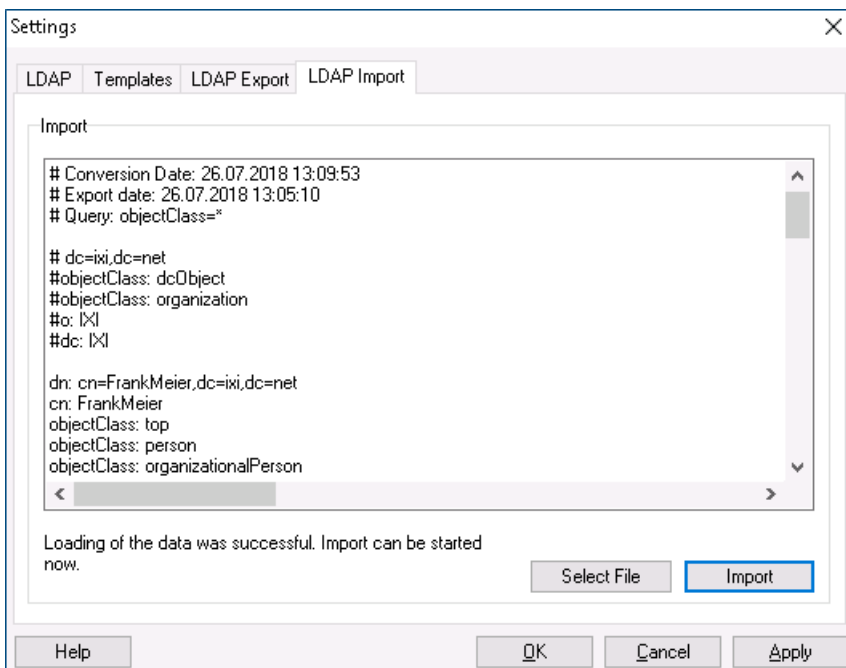 Settings
LDAP Templates LDAP Export LDAP Import
Import
# Conversion Date: 26.07.2018 13:09:53
# Export date: 26.07.2018 13:05:10
# Query: objectClass=*
# dc=ixi,dc=net
#objectClass: dcObject
#objectClass: organization
#o: IXI
#dc: IXI
dn: cn=FrankMeier,dc=ixi,dc=net
cn: FrankMeier
objectClass: top
objectClass: person
objectClass: organizationalPerson
Loading of the data was successful. Import can be started
now.
Select File Import
Help OK Cancel Apply